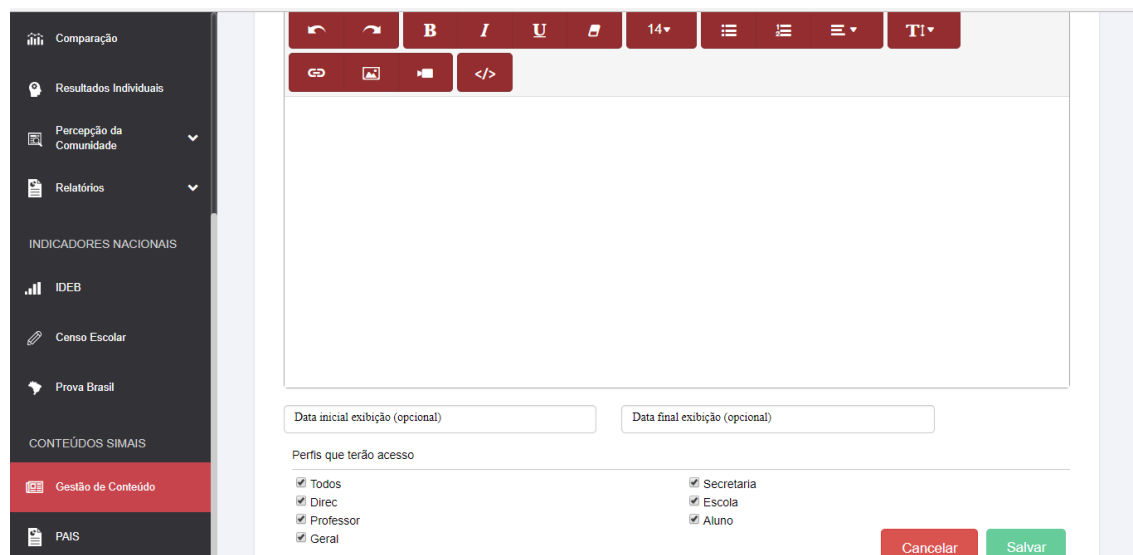 Comparação
Resultados Individuais
Percepção da
Comunidade
Relatórios
INDICADORES NACIONAIS
IDEB
Censo Escolar
Prova Brasil
CONTEÚDOS SIMAIS
Gestão de Conteúdo
PAIS
B I U 14 TI
</>
Data inicial exibição (opcional) Data final exibição (opcional)
Perfis que terão acesso
Todos Secretaria
Direc Escola
Professor Aluno
Geral
Cancelar Salvar